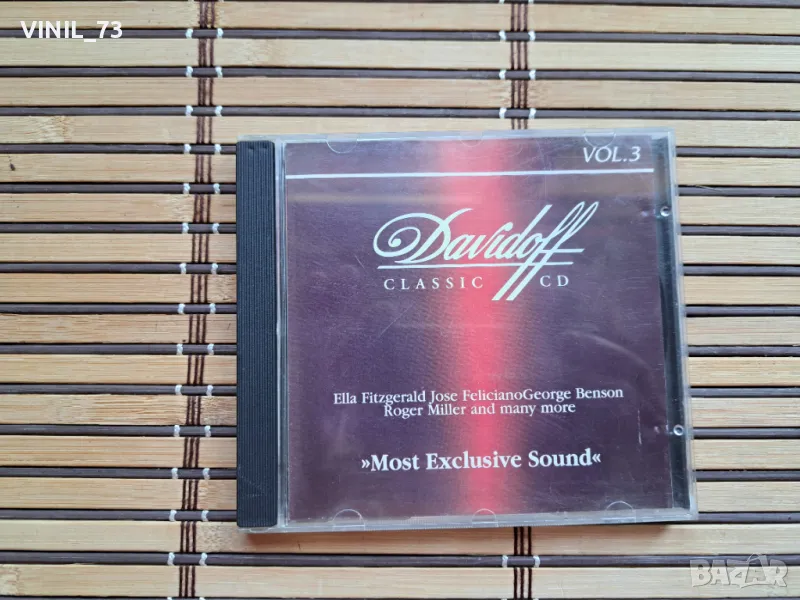 VINIL_73
VOL.3
Davidoff
CLASSIC CD
Ella Fitzgerald Jose FelicianoGeorge Benson
Roger Miller and many more
»Most Exclusive Sound«
BAZAR